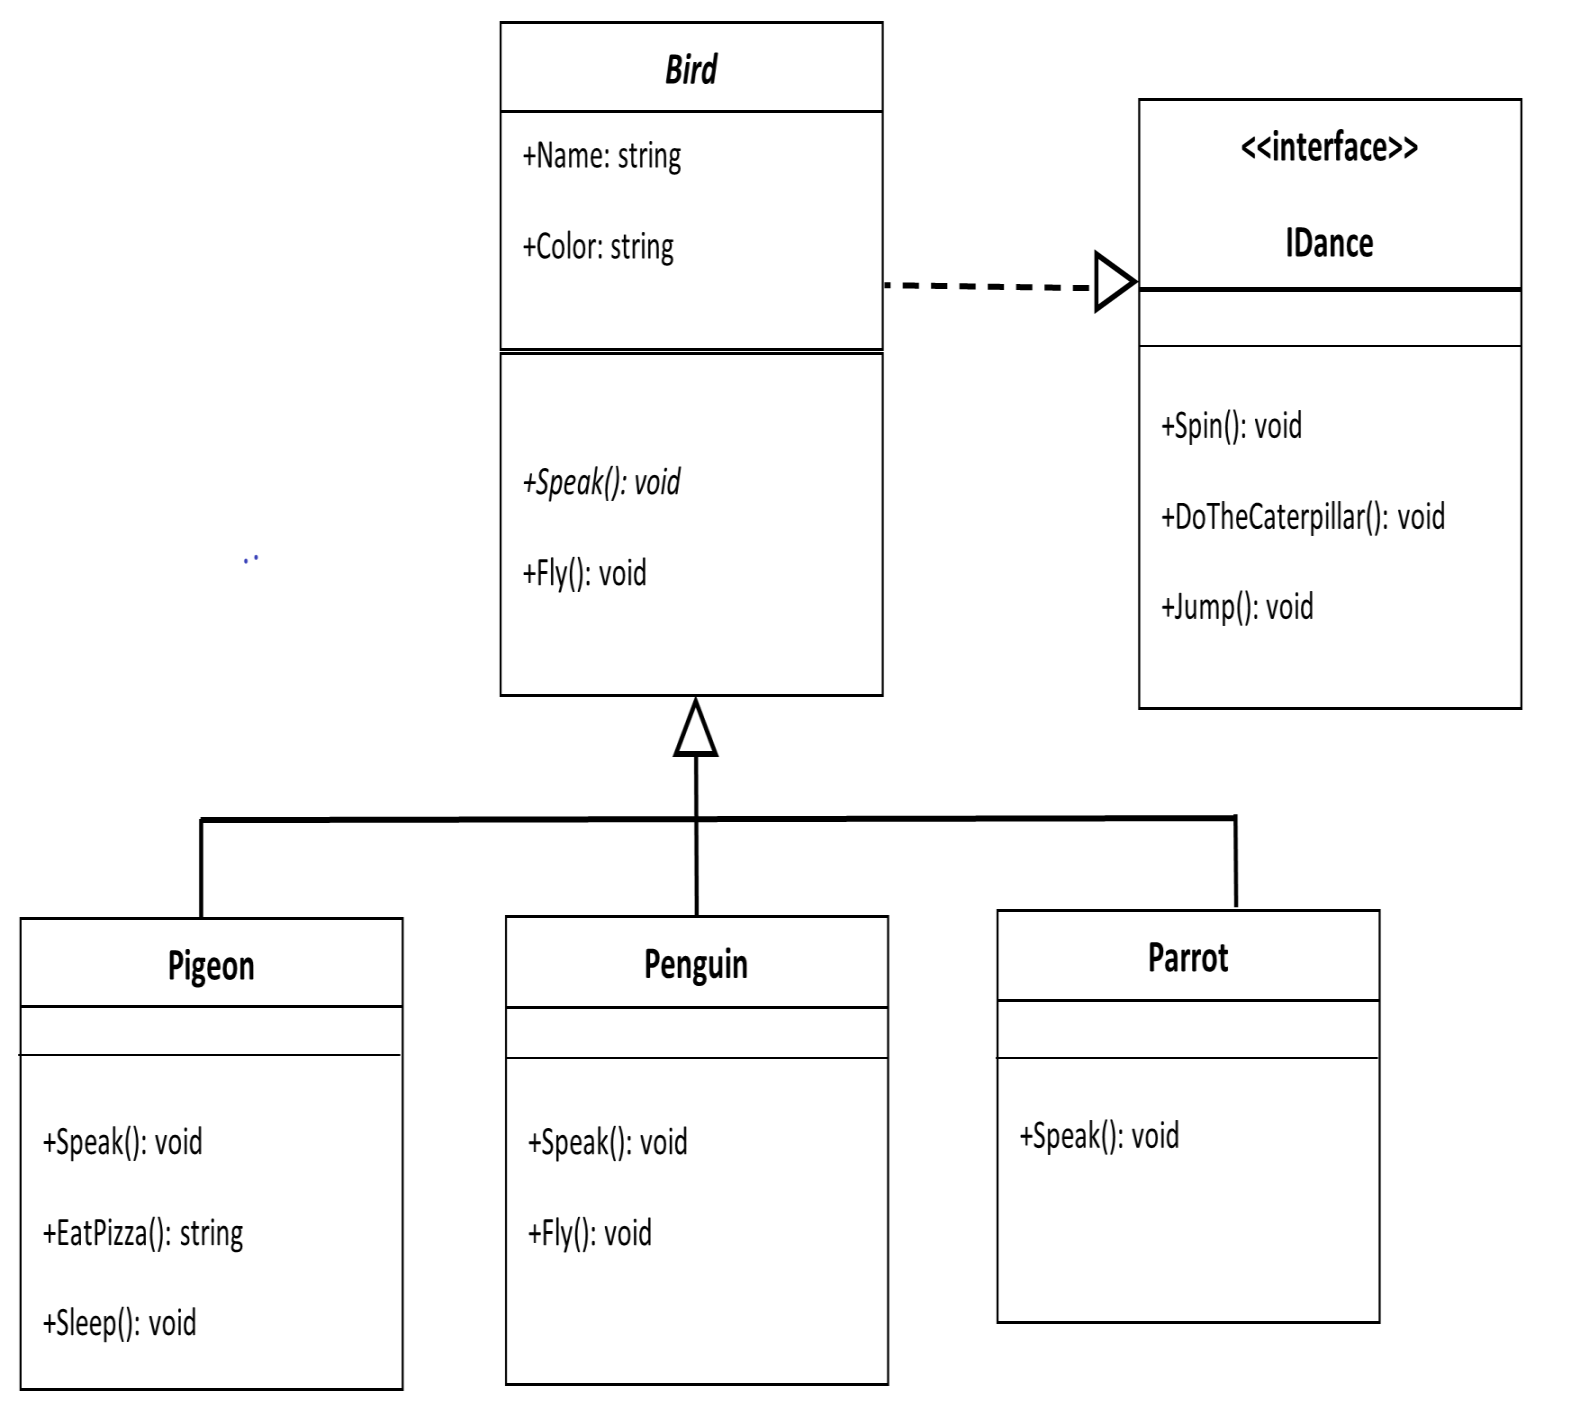 Bird
+Name: string
+Color: string
+Speak(): void
+Fly(): void
<<interface>>
IDance
+Spin(): void
+DoTheCaterpillar(): void
+Jump(): void
Pigeon
+Speak(): void
+EatPizza(): string
+Sleep(): void
Penguin
+Speak(): void
+Fly(): void
Parrot
+Speak(): void